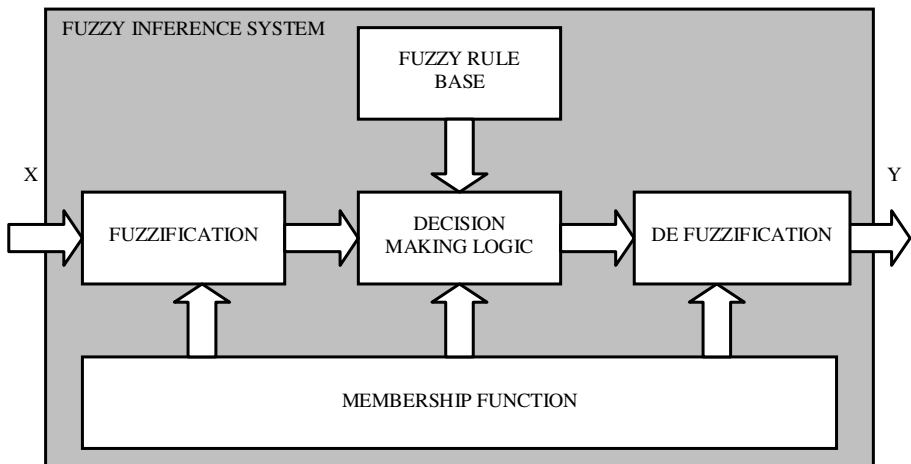 FUZZY INFERENCE SYSTEM
FUZZY RULE
BASE
X
Y
FUZZIFICATION
DECISION
MAKING LOGIC
DE FUZZIFICATION
MEMBERSHIP FUNCTION